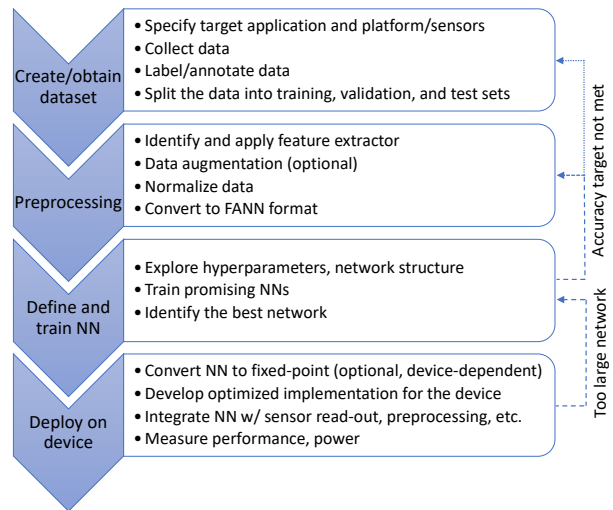 Create/obtain
dataset
• Specify target application and platform/sensors
• Collect data
• Label/annotate data
• Split the data into training, validation, and test sets
Preprocessing
• Identify and apply feature extractor
• Data augmentation (optional)
• Normalize data
• Convert to FANN format
Define and
train NN
• Explore hyperparameters, network structure
• Train promising NNs
• Identify the best network
Deploy on
device
• Convert NN to fixed-point (optional, device-dependent)
• Develop optimized implementation for the device
• Integrate NN w/ sensor read-out, preprocessing, etc.
• Measure performance, power
Accuracy target not met
Too large network